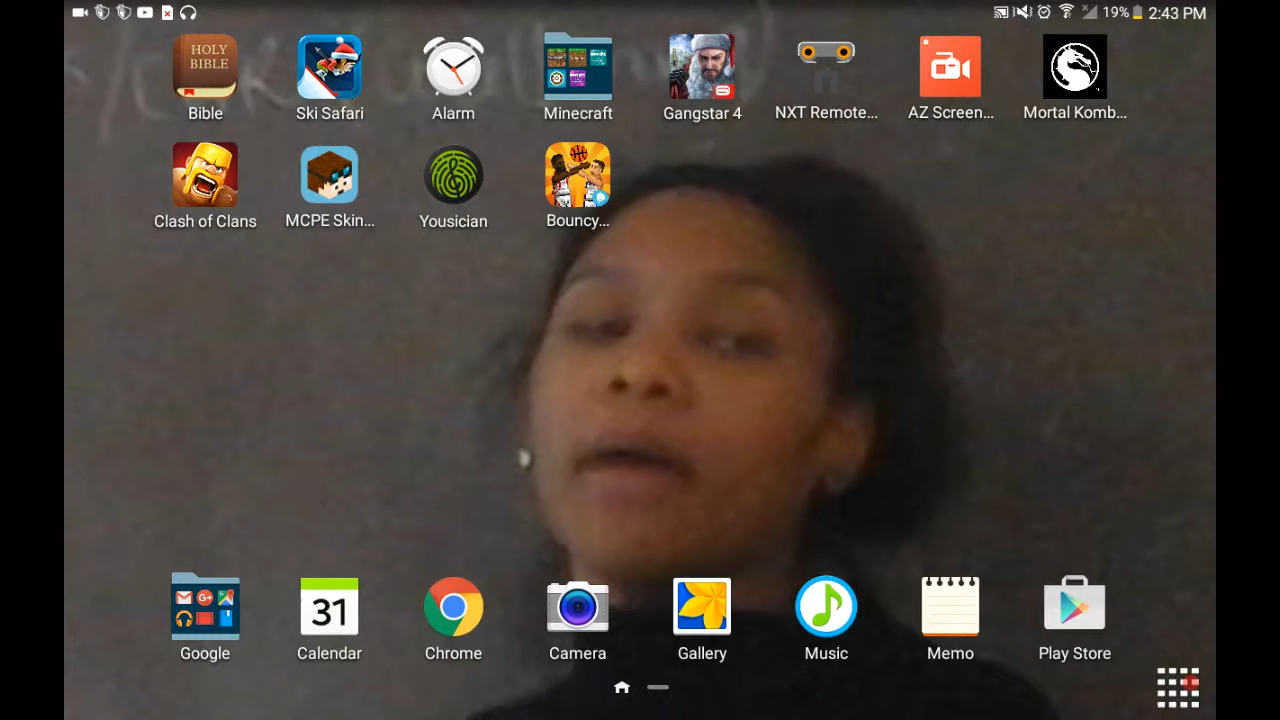 19% 2:43 PM
HOLY
BIBLE
Bible
Ski Safari
Alarm
Minecraft
Gangstar 4
NXT Remote...
AZ Screen...
Mortal Komb...
Clash of Clans
MCPE Skin...
Yousician
Bouncy...
31
Google
Calendar
Chrome
Camera
Gallery
Music
Memo
Play Store